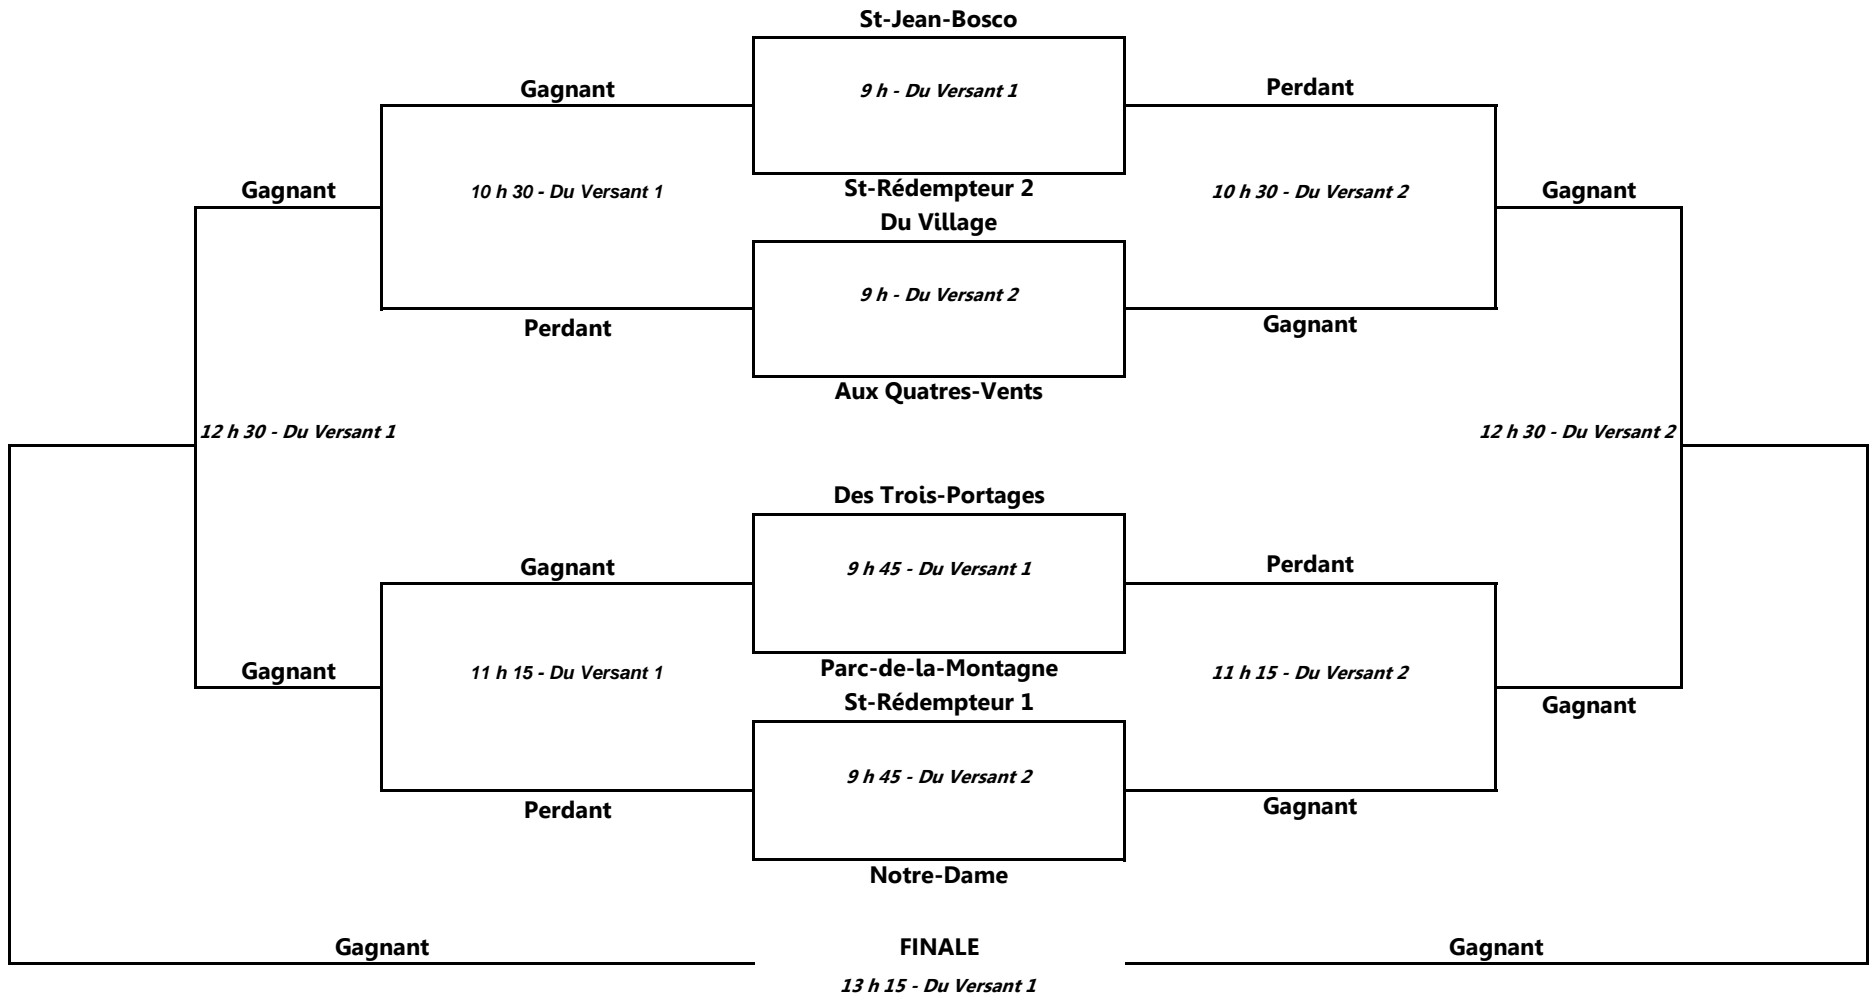 St-Jean-Bosco
Gagnant
9 h - Du Versant 1
Perdant
Gagnant
10 h 30 - Du Versant 1
St-Rédempteur 2
10 h 30 - Du Versant 2
Gagnant
Du Village
9 h - Du Versant 2
Perdant
Gagnant
Aux Quatres-Vents
12 h 30 - Du Versant 1
12 h 30 - Du Versant 2
Des Trois-Portages
Gagnant
9 h 45 - Du Versant 1
Perdant
Gagnant
11 h 15 - Du Versant 1
Parc-de-la-Montagne
11 h 15 - Du Versant 2
St-Rédempteur 1
Gagnant
9 h 45 - Du Versant 2
Perdant
Gagnant
Notre-Dame
Gagnant
FINALE
Gagnant
13 h 15 - Du Versant 1